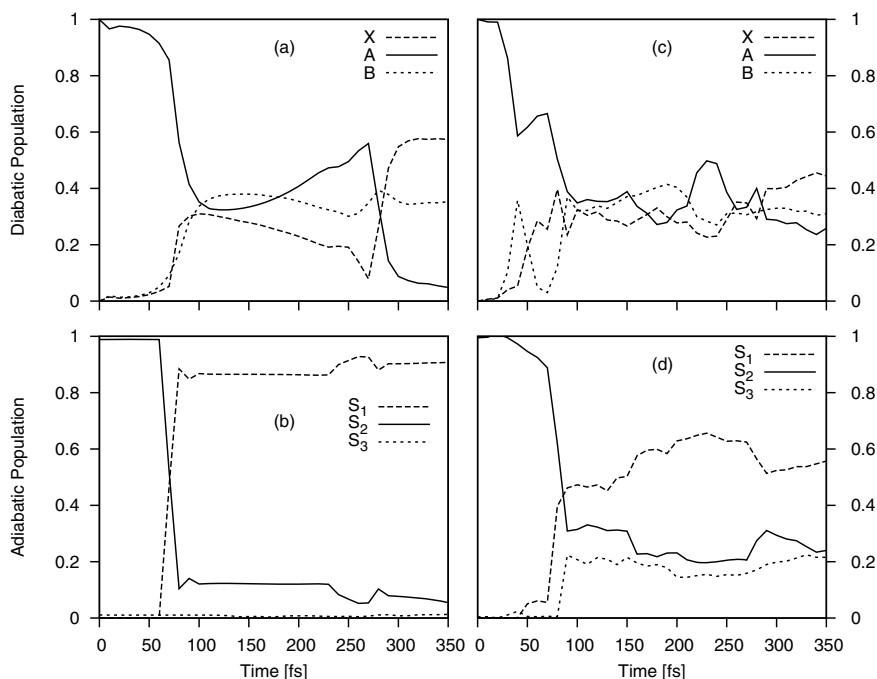 Diabatic Population
1
0.8
0.6
0.4
0.2
0
(a)
X
A
B
(c)
X
A
B
1
0.8
0.6
0.4
0.2
0
Adiabatic Population
1
0.8
0.6
0.4
0.2
0
(b)
S1
S2
S3
(d)
S1
S2
S3
1
0.8
0.6
0.4
0.2
0
0 50 100 150 200 250 300 350
0 50 100 150 200 250 300 350
Time [fs]
Time [fs]